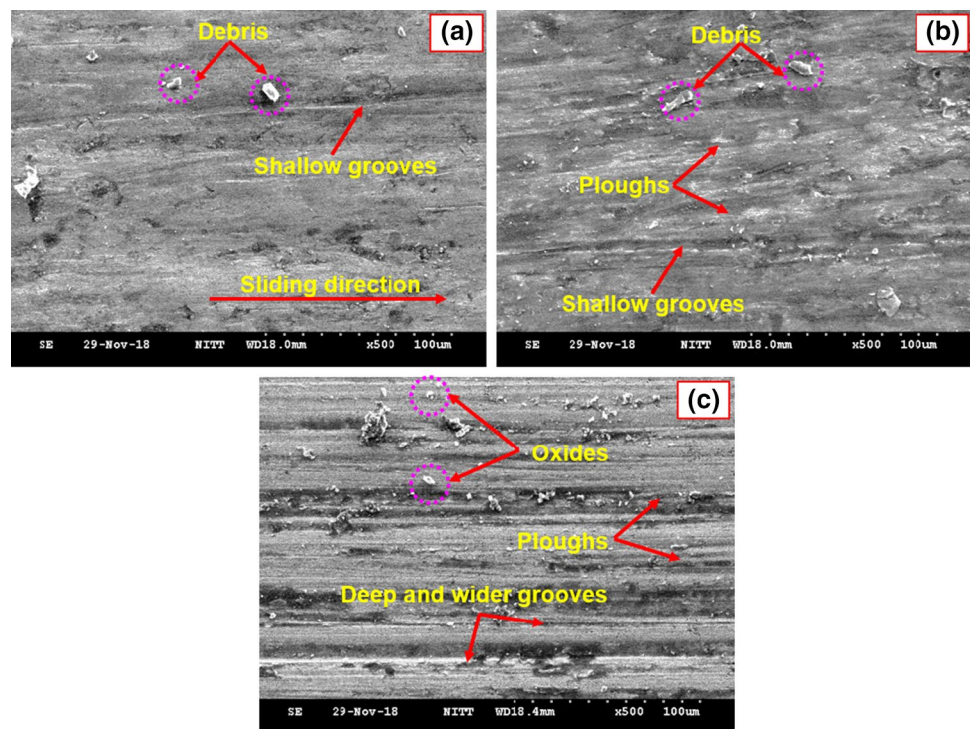 (a)
Debris
Shallow grooves
Sliding direction
SE 29-Nov-18 NITT WD18.0mm x500 100um
(b)
Debris
Ploughs
Shallow grooves
SE 29-Nov-18 NITT WD18.0mm x500 100um
(c)
Oxides
Ploughs
Deep and wider grooves
SE 29-Nov-18 NITT WD18.4mm x500 100um